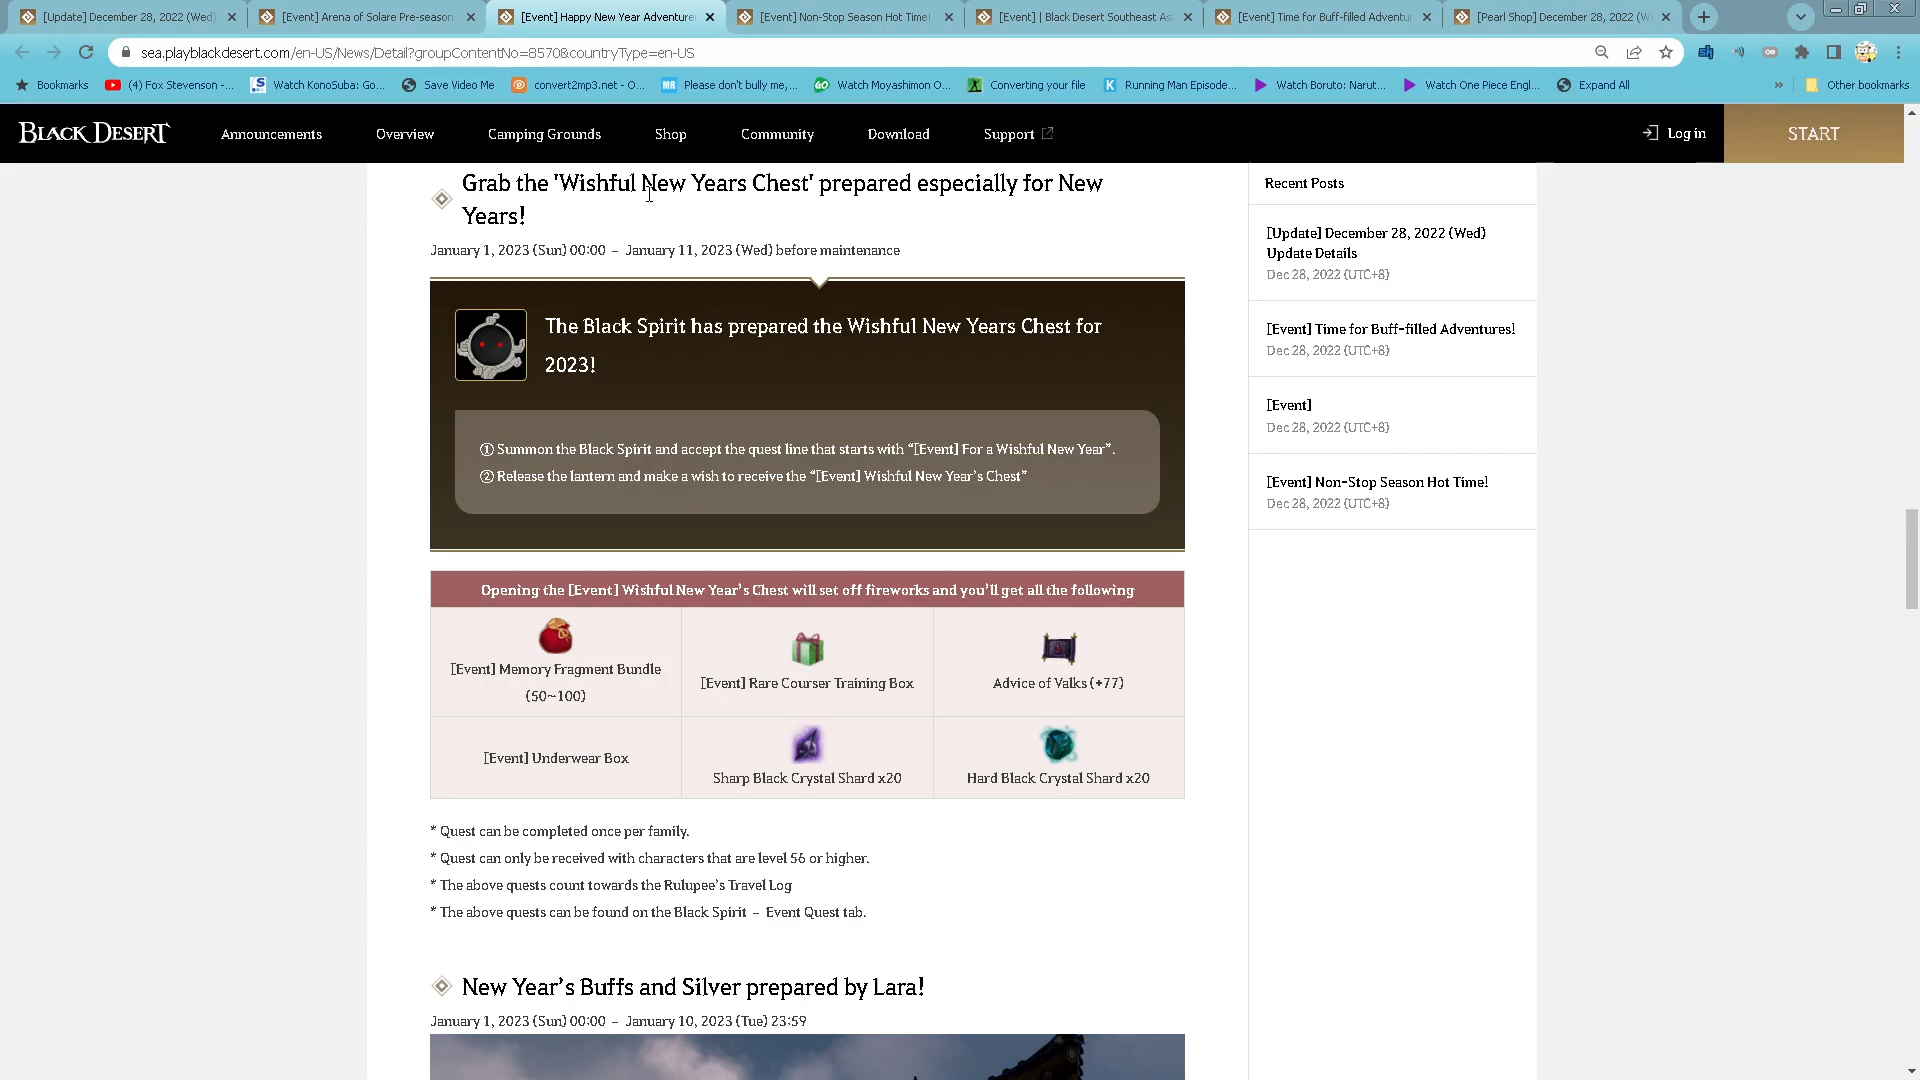 [Update] December 28, 2022 (Wed)
[Event] Arena of Solare Pre-season
[Event] Happy New Year Adventure
[Event] Non-Stop Season Hot Time!
[Event] | Black Desert Southeast Asi
[Event] Time for Buff-filled Adventur
[Pearl Shop] December 28, 2022 (W
sea.playblackdesert.com/en-US/News/Detail?groupContentNo=8570&countryType=en-US
Bookmarks
(4) Fox Stevenson -...
Watch KonoSuba: Go...
Save Video Me
convert2mp3.net - O...
Please don't bully me,...
Watch Moyashimon O...
Converting your file
Running Man Episode...
Watch Boruto: Narut...
Watch One Piece Engl...
Expand All
»
Other bookmarks
BLACK DESERT
Announcements
Overview
Camping Grounds
Shop
Community
Download
Support
Log in
START
Grab the 'Wishful New Years Chest' prepared especially for New
Years!
January 1, 2023 (Sun) 00:00 – January 11, 2023 (Wed) before maintenance
The Black Spirit has prepared the Wishful New Years Chest for
2023!
① Summon the Black Spirit and accept the quest line that starts with “[Event] For a Wishful New Year”.
② Release the lantern and make a wish to receive the “[Event] Wishful New Year’s Chest”
Opening the [Event] Wishful New Year’s Chest will set off fireworks and you’ll get all the following
[Event] Memory Fragment Bundle
(50~100)
[Event] Rare Courser Training Box
Advice of Valks (+77)
[Event] Underwear Box
Sharp Black Crystal Shard x20
Hard Black Crystal Shard x20
* Quest can be completed once per family.
* Quest can only be received with characters that are level 56 or higher.
* The above quests count towards the Rulupee’s Travel Log
* The above quests can be found on the Black Spirit – Event Quest tab.
New Year’s Buffs and Silver prepared by Lara!
January 1, 2023 (Sun) 00:00 – January 10, 2023 (Tue) 23:59
Recent Posts
[Update] December 28, 2022 (Wed)
Update Details
Dec 28, 2022 (UTC+8)
[Event] Time for Buff-filled Adventures!
Dec 28, 2022 (UTC+8)
[Event]
Dec 28, 2022 (UTC+8)
[Event] Non-Stop Season Hot Time!
Dec 28, 2022 (UTC+8)